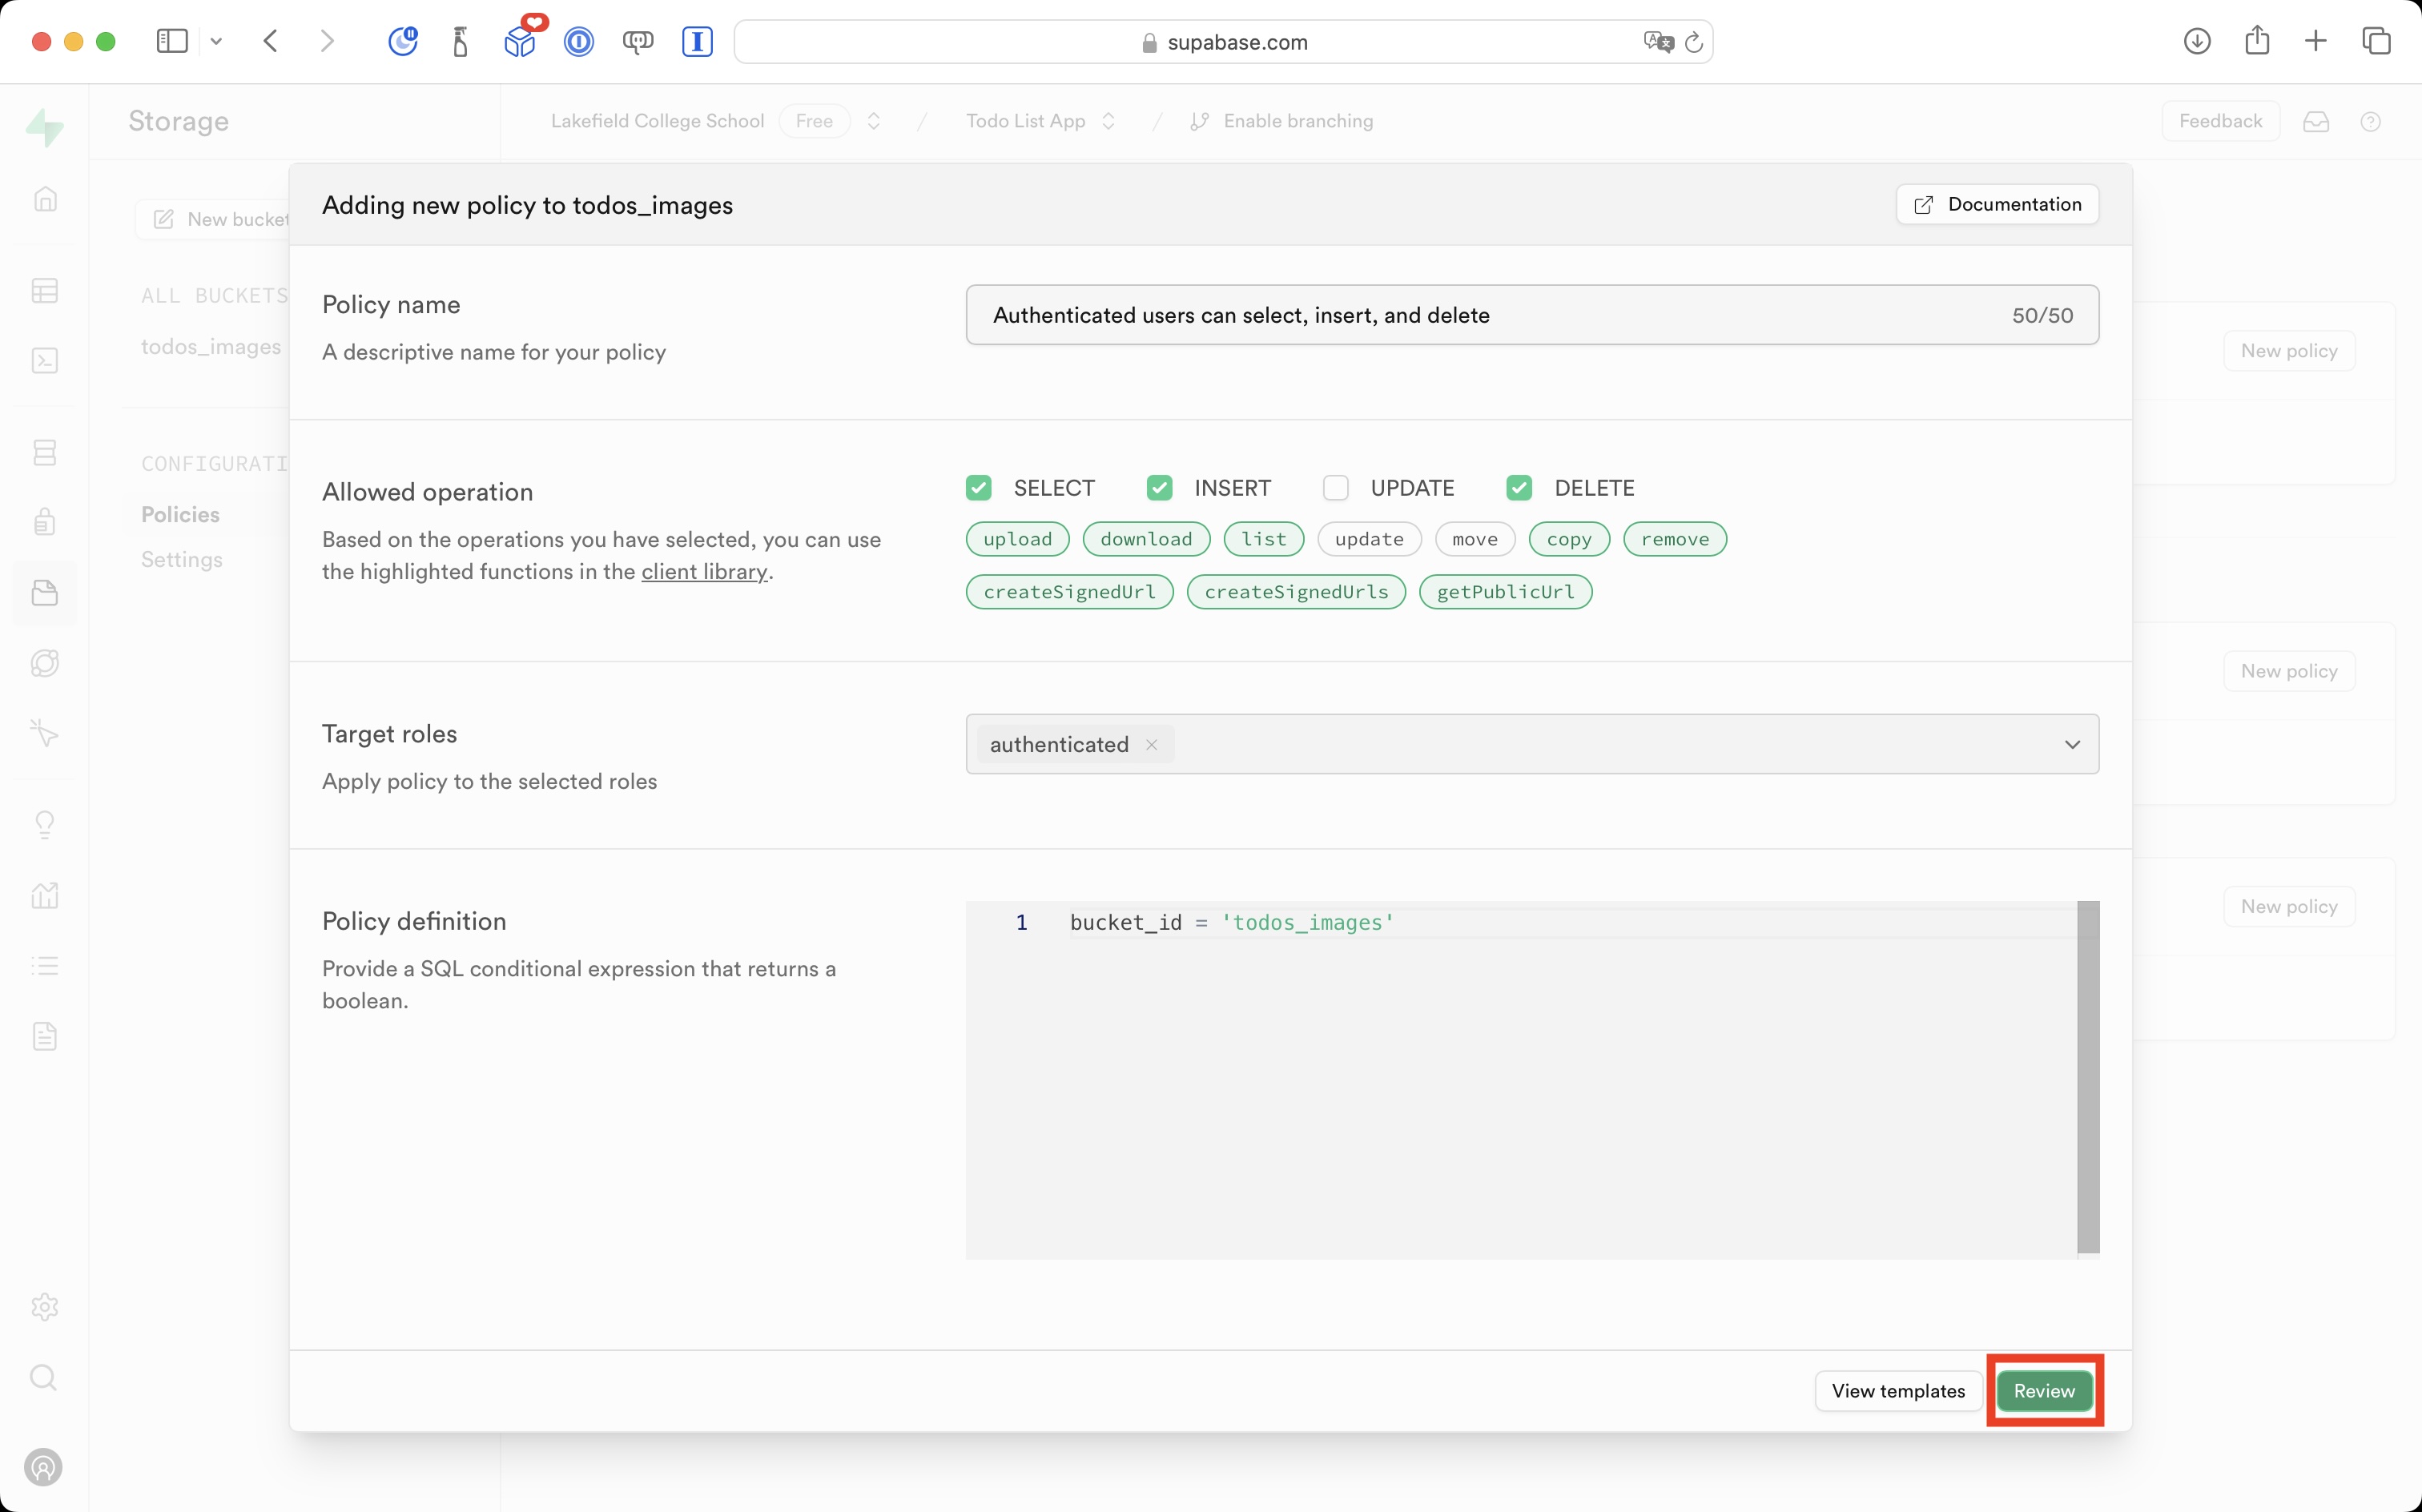 supabase.com
Storage
Lakefield College School Free / Todo List App / Enable branching
Feedback
New bucket
ALL BUCKETS
todos_images
CONFIGURATI
Policies
Settings
New policy
New policy
New policy
Adding new policy to todos_images
Documentation
Policy name
A descriptive name for your policy
Authenticated users can select, insert, and delete 50/50
Allowed operation
Based on the operations you have selected, you can use
the highlighted functions in the client library.
SELECT INSERT UPDATE DELETE
upload download list update move copy remove
createSignedUrl createSignedUrls getPublicUrl
Target roles
Apply policy to the selected roles
authenticated
Policy definition
Provide a SQL conditional expression that returns a
boolean.
1 bucket_id = 'todos_images'
View templates Review